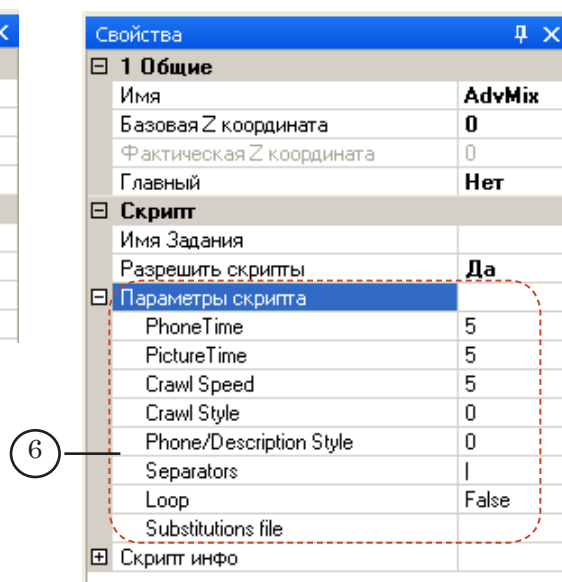 Свойства
1 Общие
Имя AdvMix
Базовая Z координата 0
Фактическая Z координата 0
Главный Нет
Скрипт
Имя Задания
Разрешить скрипты Да
Параметры скрипта
PhoneTime 5
PictureTime 5
Crawl Speed 5
Crawl Style 0
Phone/Description Style 0
6
Separators |
Loop False
Substitutions file
Скрипт инфо